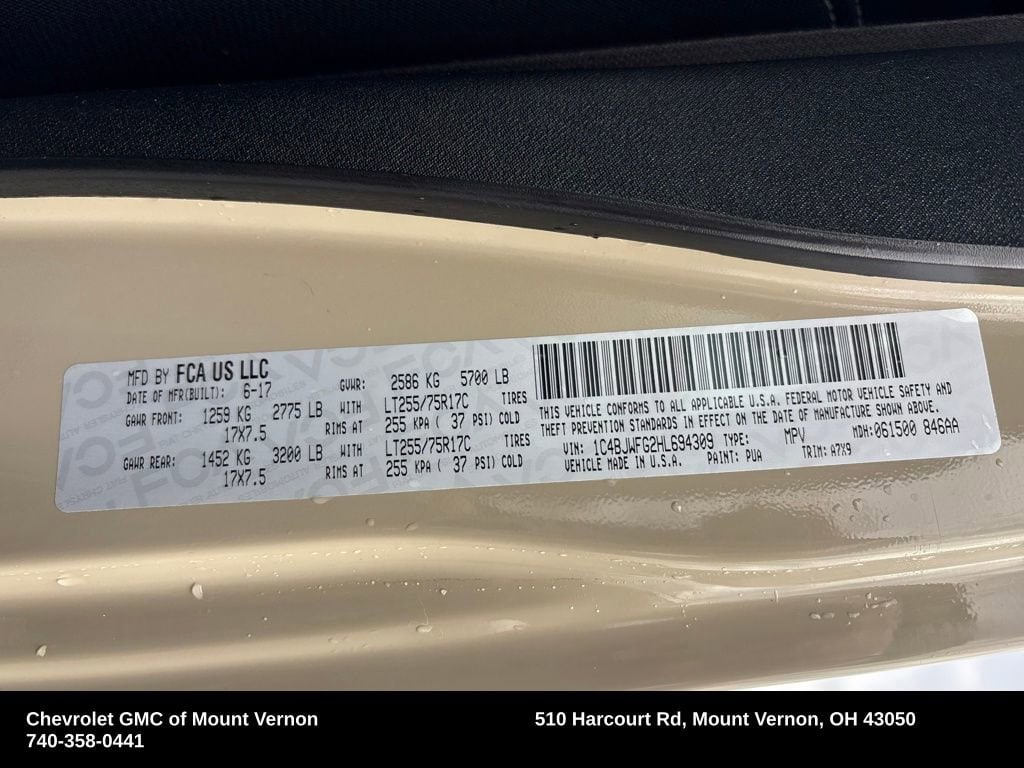 MFD BY FCA US LLC
DATE OF MFR(BUILT): 6-17 GVWR: 2586 KG 5700 LB
GAWR FRONT: 1259 KG 2775 LB WITH LT255/75R17C TIRES
17X7.5 RIMS AT 255 KPA ( 37 PSI) COLD
GAWR REAR: 1452 KG 3200 LB WITH LT255/75R17C TIRES
17X7.5 RIMS AT 255 KPA ( 37 PSI) COLD
THIS VEHICLE CONFORMS TO ALL APPLICABLE U.S.A. FEDERAL MOTOR VEHICLE SAFETY AND
THEFT PREVENTION STANDARDS IN EFFECT ON THE DATE OF MANUFACTURE SHOWN ABOVE.
VIN: 1C4BJWFG2HL694309 TYPE: MPV MDH: 061500 846AA
VEHICLE MADE IN U.S.A. PAINT: PUA TRIM: A7X9
Chevrolet GMC of Mount Vernon 510 Harcourt Rd, Mount Vernon, OH 43050
740-358-0441